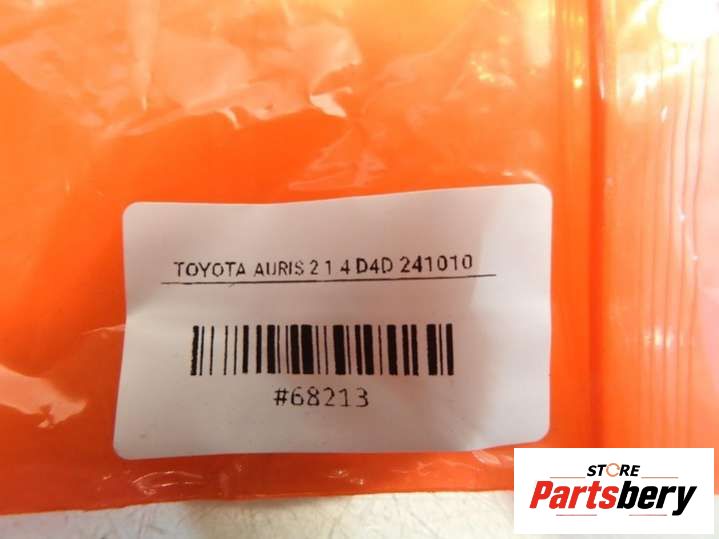 TOYOTA AURIS 2 1.4 D4D 241010
#68213
STORE
Partsbery